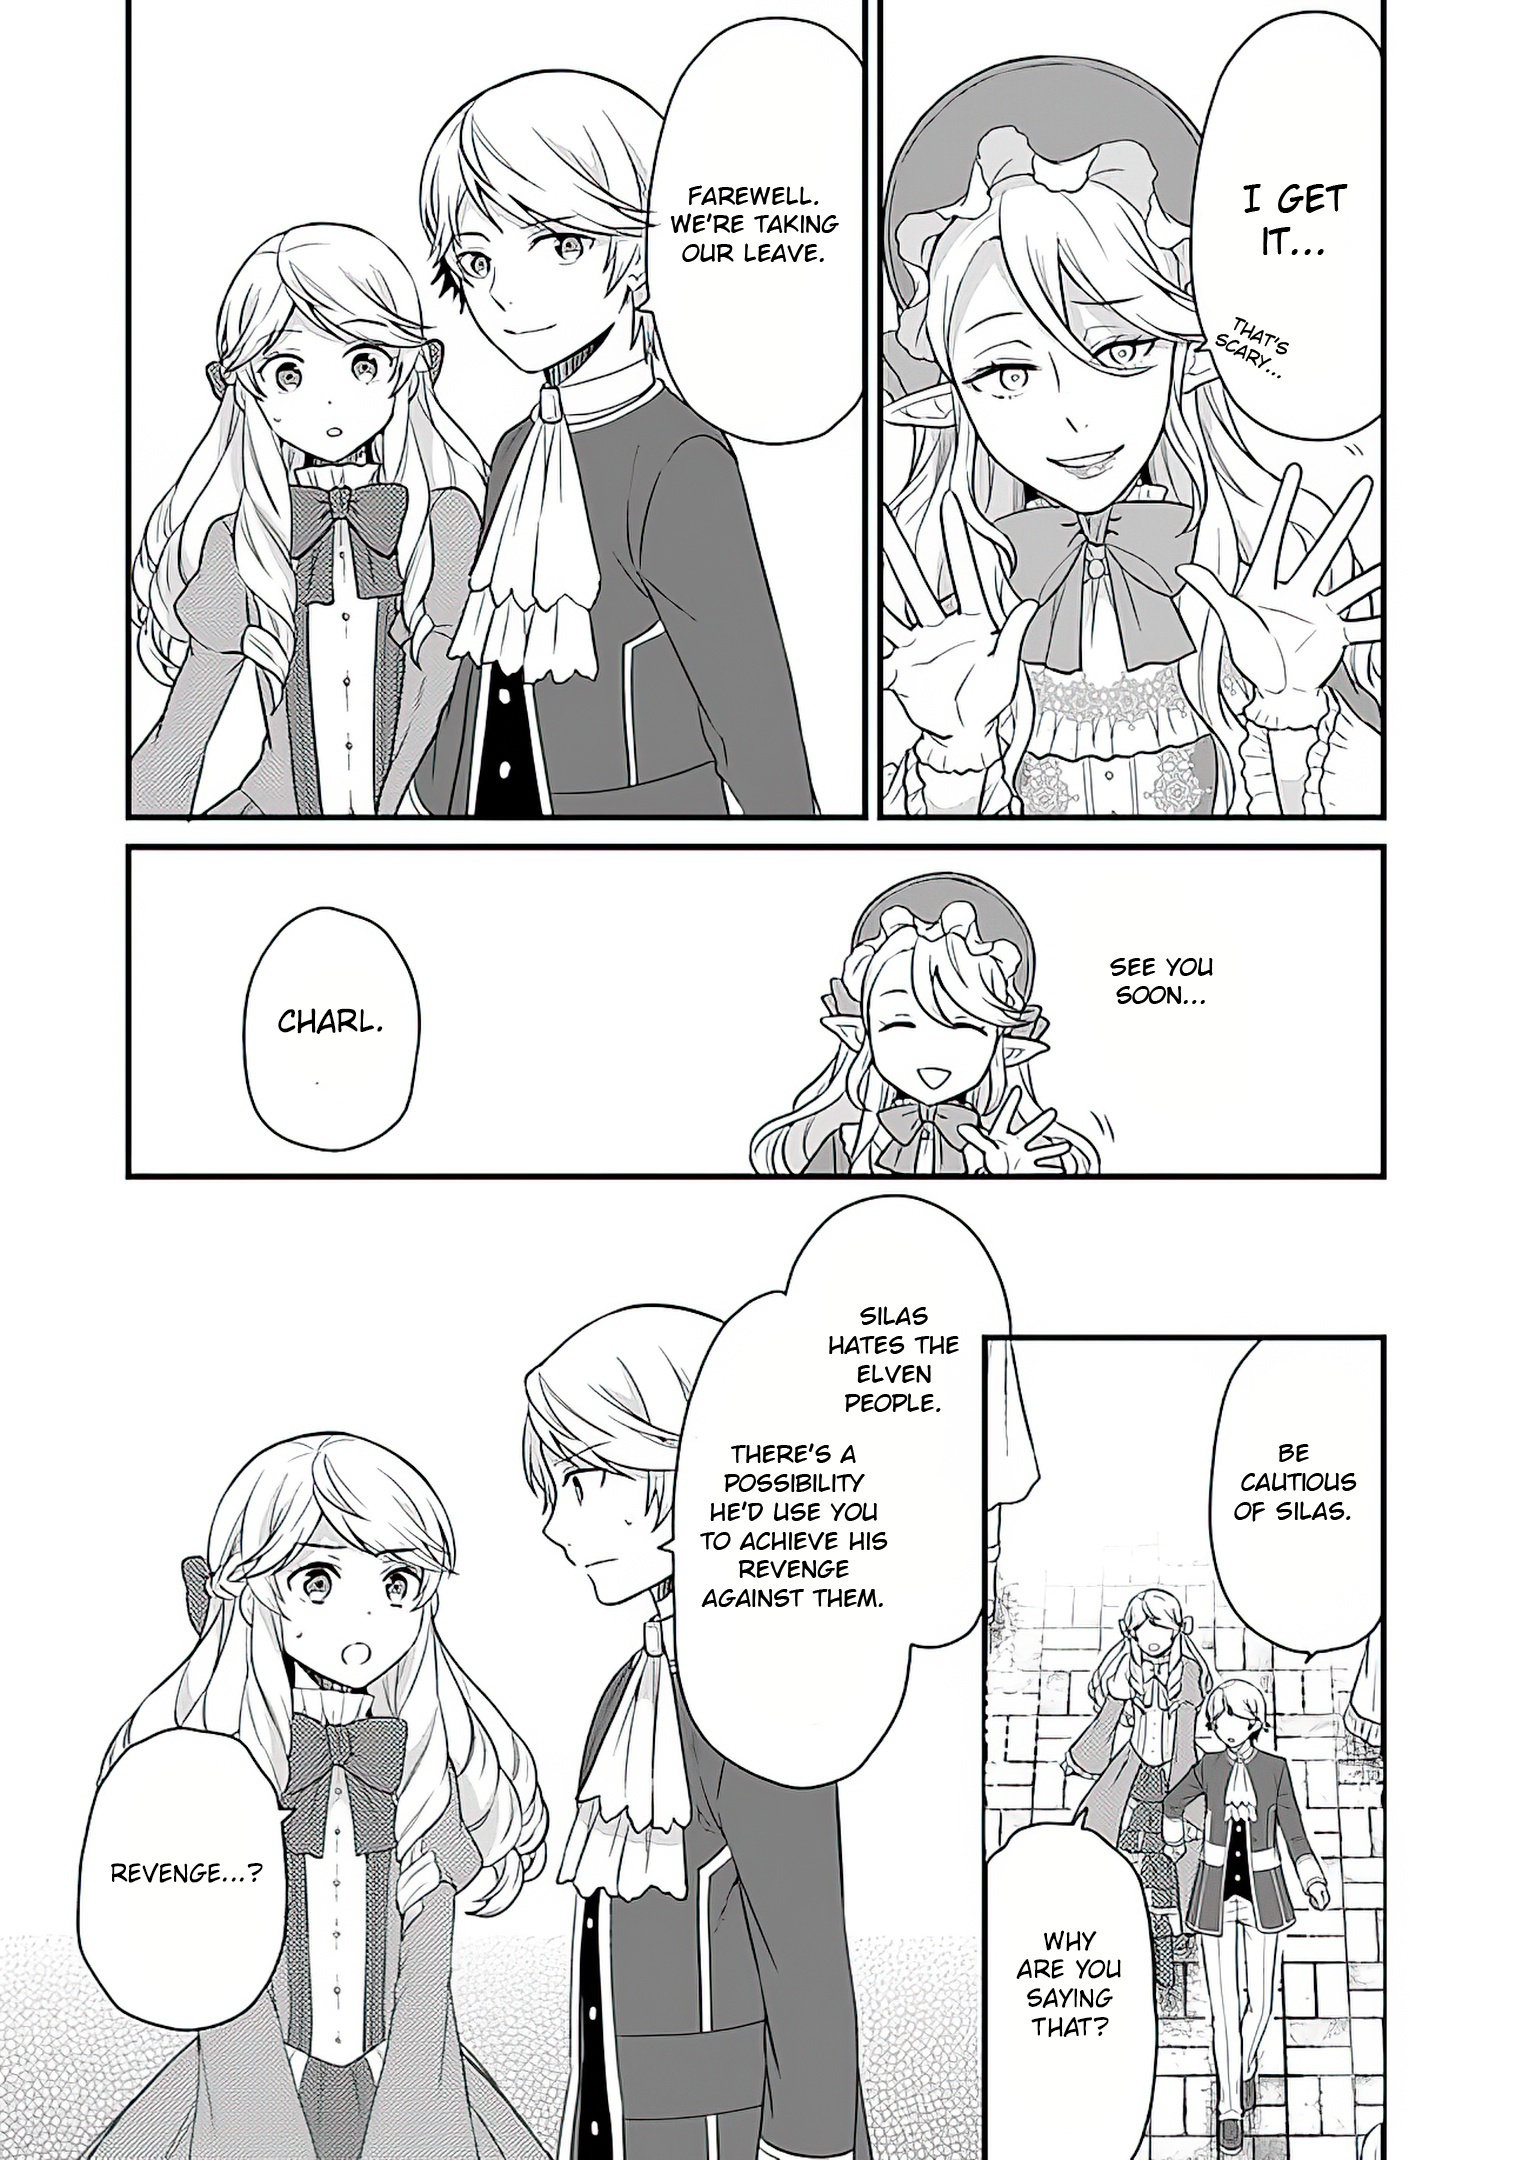 I GET
IT...
THAT'S
SCARY...
FAREWELL.
WE'RE TAKING
OUR LEAVE.
SEE YOU
SOON...
CHARL.
BE
CAUTIOUS
OF SILAS.
WHY
ARE YOU
SAYING
THAT?
SILAS
HATES THE
ELVEN
PEOPLE.
THERE'S A
POSSIBILITY
HE'D USE YOU
TO ACHIEVE HIS
REVENGE
AGAINST THEM.
REVENGE...?